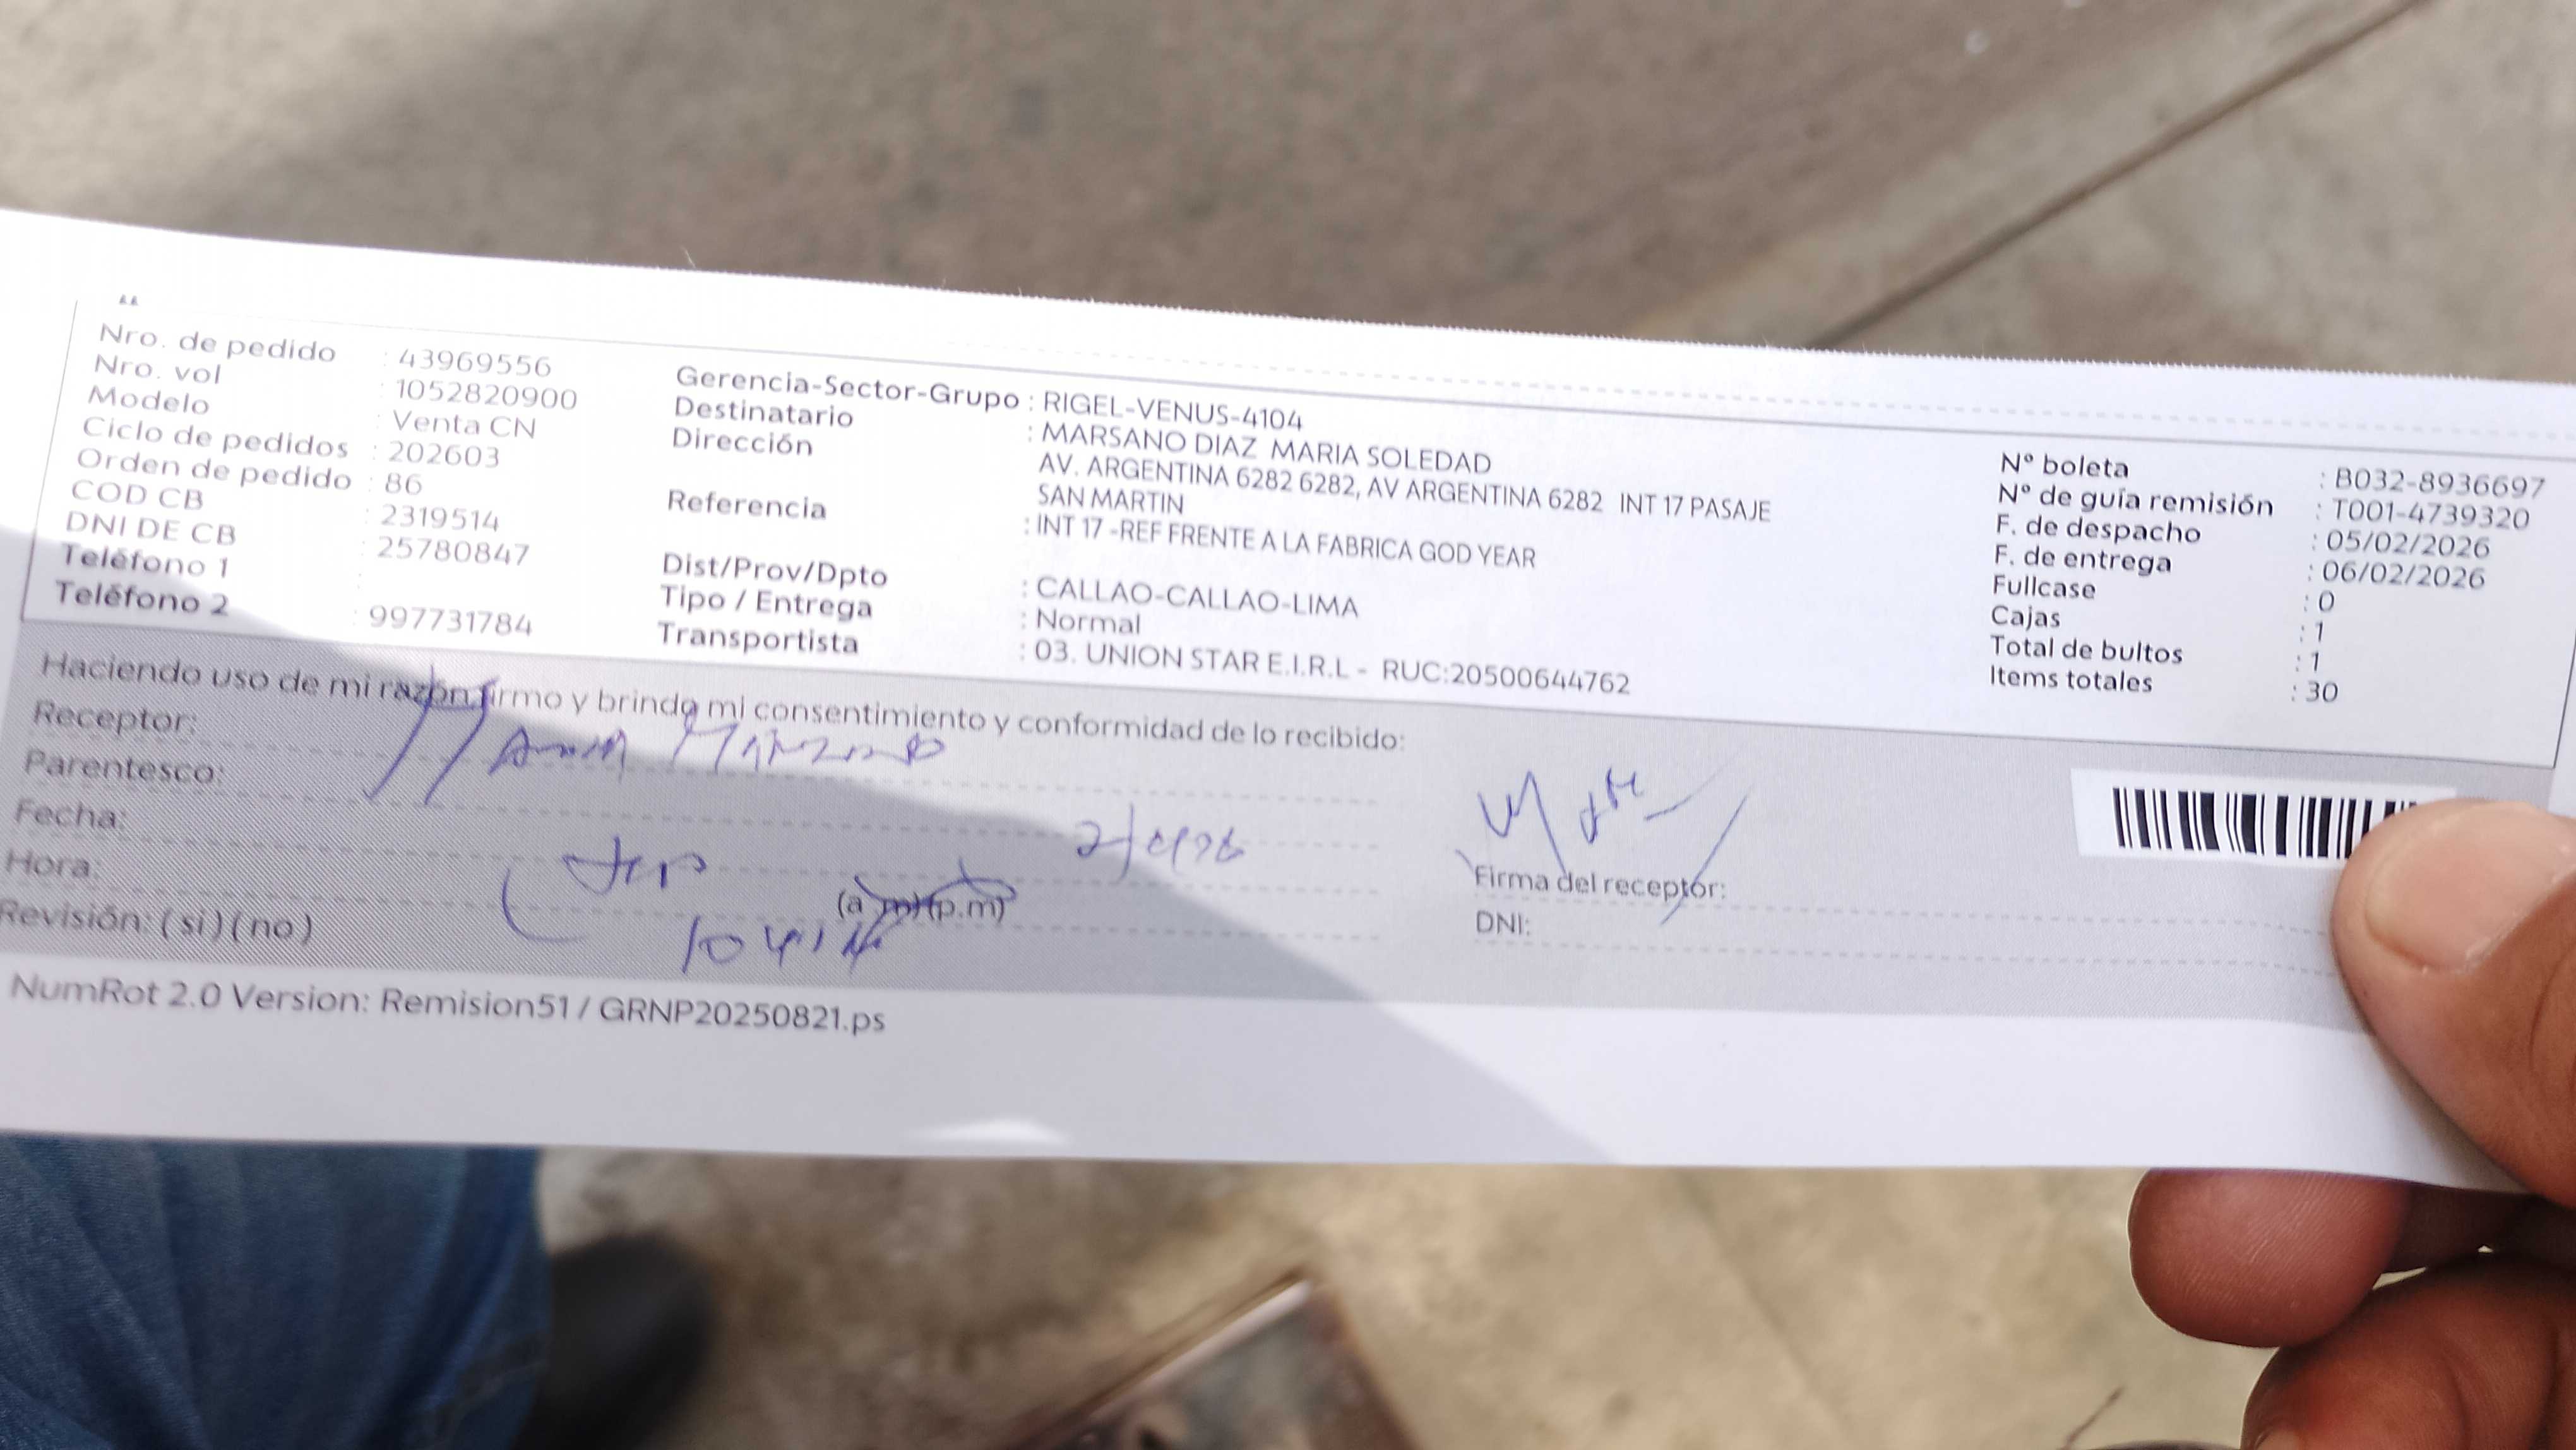 Nro. de pedido : 43969556
Nro. vol : 1052820900
Modelo : Venta CN
Ciclo de pedidos : 202603
Orden de pedido : 86
COD CB : 2319514
DNI DE CB : 25780847
Teléfono 1 :
Teléfono 2 : 997731784
Gerencia-Sector-Grupo : RIGEL-VENUS-4104
Destinatario : MARSANO DIAZ MARIA SOLEDAD
Dirección AV. ARGENTINA 6282 6282, AV ARGENTINA 6282 INT 17 PASAJE
SAN MARTIN
Referencia : INT 17 -REF FRENTE A LA FABRICA GOD YEAR
Dist/Prov/Dpto : CALLAO-CALLAO-LIMA
Tipo / Entrega : Normal
Transportista : 03. UNION STAR E.I.R.L - RUC:20500644762
N° boleta : B032-8936697
N° de guía remisión : T001-4739320
F. de despacho : 05/02/2026
F. de entrega : 06/02/2026
Fullcase : 0
Cajas : 1
Total de bultos : 1
Items totales : 30
Haciendo uso de mi razón firmo y brindo mi consentimiento y conformidad de lo recibido:
Receptor:
Parentesco:
Fecha:
Hora: (a.m) (p.m)
Revisión: (si) (no)
Firma del receptor:
DNI:
NumRot 2.0 Version: Remision51 / GRNP20250821.ps